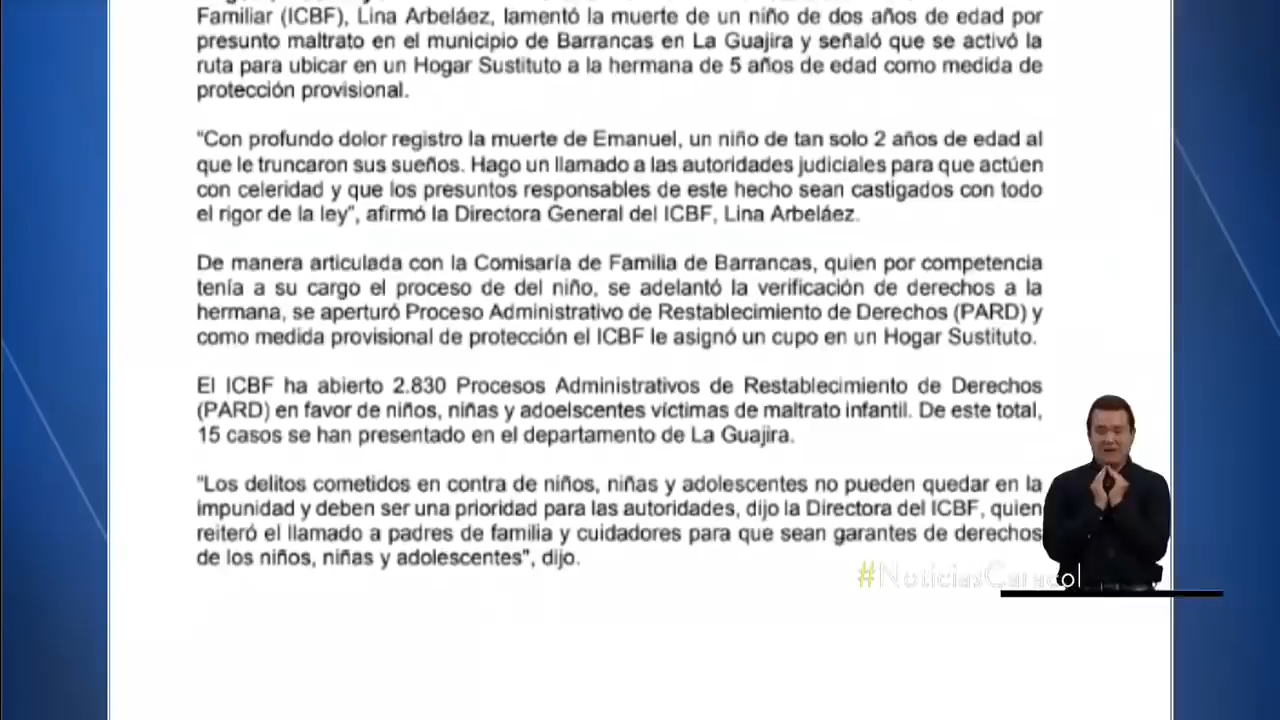 Familiar (ICBF), Lina Arbeláez, lamentó la muerte de un niño de dos años de edad por
presunto maltrato en el municipio de Barrancas en La Guajira y señaló que se activó la
ruta para ubicar en un Hogar Sustituto a la hermana de 5 años de edad como medida de
protección provisional.
“Con profundo dolor registro la muerte de Emanuel, un niño de tan solo 2 años de edad al
que le truncaron sus sueños. Hago un llamado a las autoridades judiciales para que actúen
con celeridad y que los presuntos responsables de este hecho sean castigados con todo
el rigor de la ley”, afirmó la Directora General del ICBF, Lina Arbeláez.
De manera articulada con la Comisaría de Familia de Barrancas, quien por competencia
tenía a su cargo el proceso de del niño, se adelantó la verificación de derechos a la
hermana, se aperturó Proceso Administrativo de Restablecimiento de Derechos (PARD) y
como medida provisional de protección el ICBF le asignó un cupo en un Hogar Sustituto.
El ICBF ha abierto 2.830 Procesos Administrativos de Restablecimiento de Derechos
(PARD) en favor de niños, niñas y adoelscentes víctimas de maltrato infantil. De este total,
15 casos se han presentado en el departamento de La Guajira.
“Los delitos cometidos en contra de niños, niñas y adolescentes no pueden quedar en la
impunidad y deben ser una prioridad para las autoridades, dijo la Directora del ICBF, quien
reiteró el llamado a padres de familia y cuidadores para que sean garantes de derechos
de los niños, niñas y adolescentes”, dijo.
#NoticiasCaracol